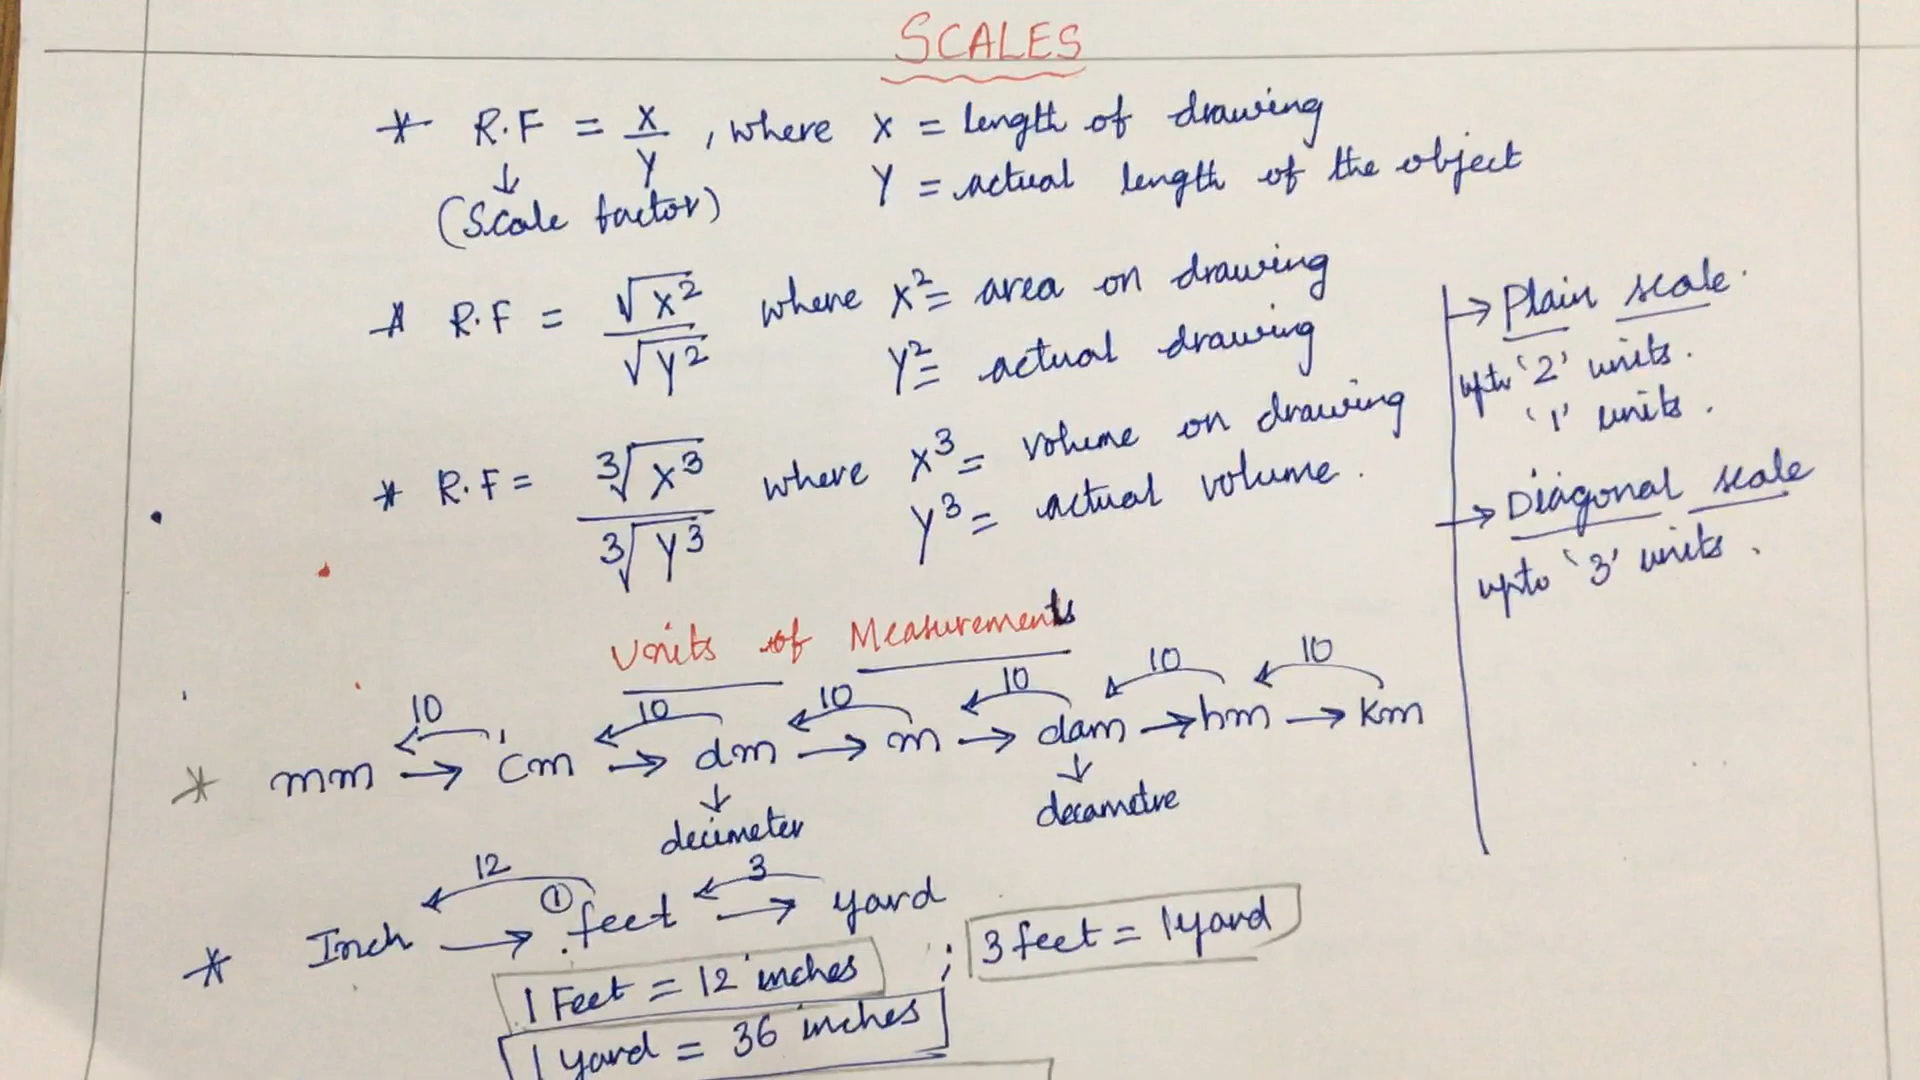 SCALES
* R.F = X/Y , where X = length of drawing
↓ Y = actual length of the object
(Scale factor)
* R.F = √X² / √Y² where X² = area on drawing
Y² = actual drawing
* R.F = ³√X³ / ³√Y³ where X³ = volume on drawing
Y³ = actual volume .
→ Plain scale.
upto '2' units.
'1' units .
→ Diagonal scale
upto '3' units .
Units of Measurements
10 10 10 10 10 10
* mm → cm → dm → m → dam → hm → km
↓ ↓
decimeter decametre
12 3
* Inch → ① feet → yard
1 Feet = 12 inches ; 3 feet = 1yard
1 yard = 36 inches